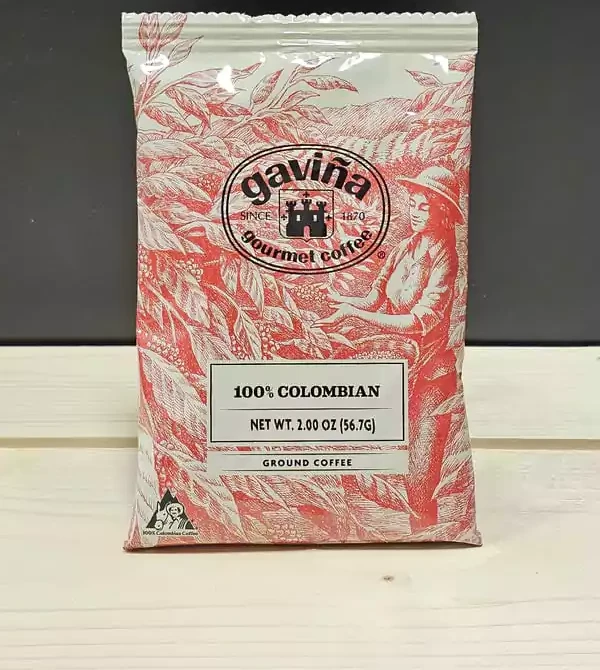 gaviña
SINCE 1870
gourmet coffee
®
100% COLOMBIAN
NET WT. 2.00 OZ (56.7G)
GROUND COFFEE
100% Colombian Coffee